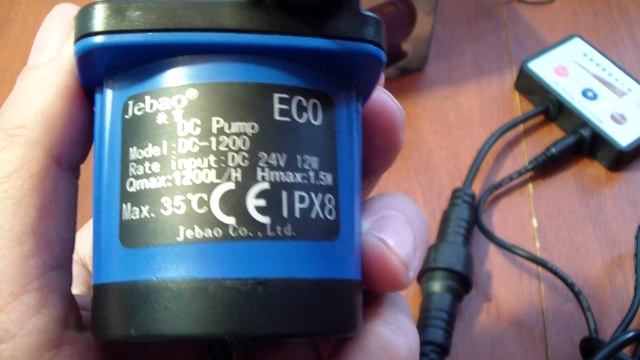 Jebao® ECO
DC Pump
Model:DC-1200
Rate input:DC 24V 12W
Qmax:1200L/H Hmax:1.5M
Max. 35℃ CE IPX8
Jebao Co.,Ltd.